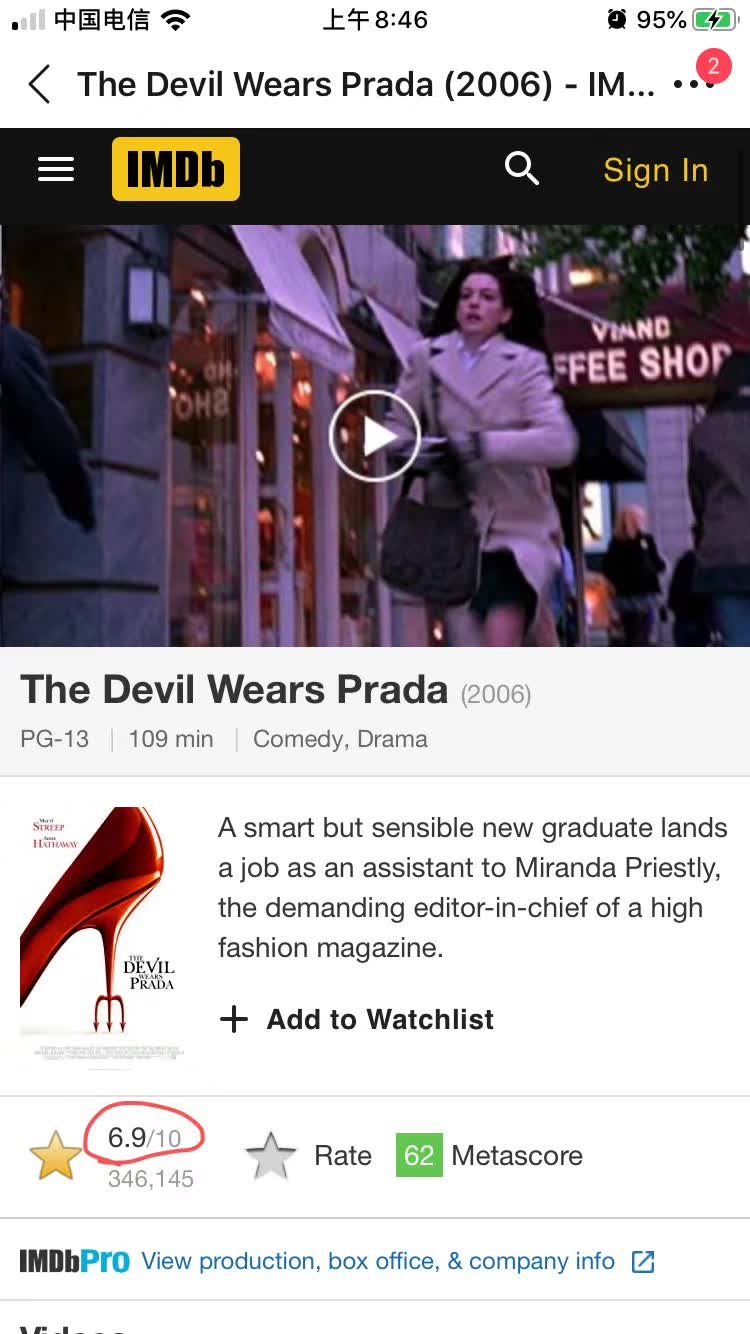 中国电信
上午8:46
95%
The Devil Wears Prada (2006) - IM...
2
IMDb
Sign In
VIAND
FFEE SHOP
The Devil Wears Prada (2006)
PG-13 | 109 min | Comedy, Drama
Meryl
STREEP
Anne
HATHAWAY
THE
DEVIL
WEARS
PRADA
A smart but sensible new graduate lands
a job as an assistant to Miranda Priestly,
the demanding editor-in-chief of a high
fashion magazine.
+ Add to Watchlist
6.9/10
346,145
Rate
62 Metascore
IMDbPro View production, box office, & company info